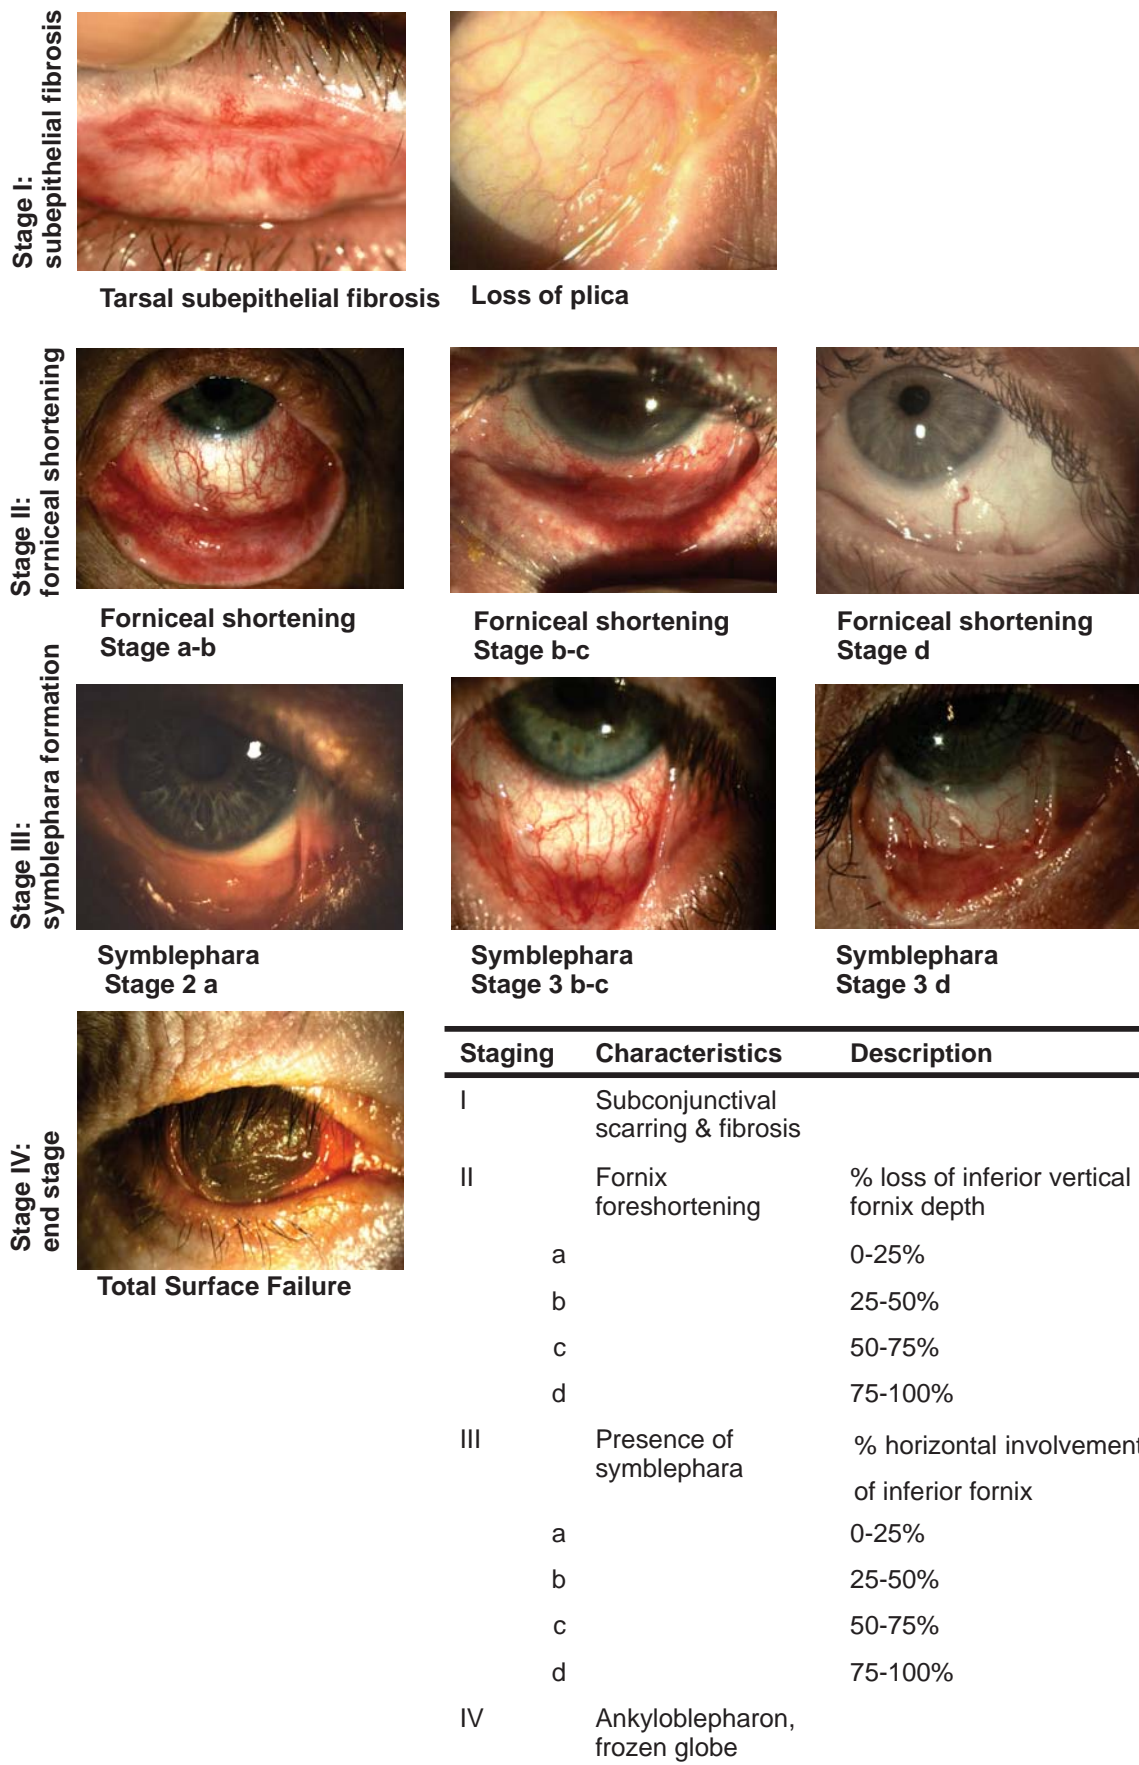 Stage I:
subepithelial fibrosis
Tarsal subepithelial fibrosis
Loss of plica
Stage II:
forniceal shortening
Forniceal shortening
Stage a-b
Forniceal shortening
Stage b-c
Forniceal shortening
Stage d
Stage III:
symblephara formation
Symblephara
Stage 2 a
Symblephara
Stage 3 b-c
Symblephara
Stage 3 d
Stage IV:
end stage
Total Surface Failure
Staging Characteristics Description
I Subconjunctival
scarring & fibrosis
II Fornix % loss of inferior vertical
foreshortening fornix depth
a 0-25%
b 25-50%
c 50-75%
d 75-100%
III Presence of % horizontal involvement
symblephara of inferior fornix
a 0-25%
b 25-50%
c 50-75%
d 75-100%
IV Ankyloblepharon,
frozen globe